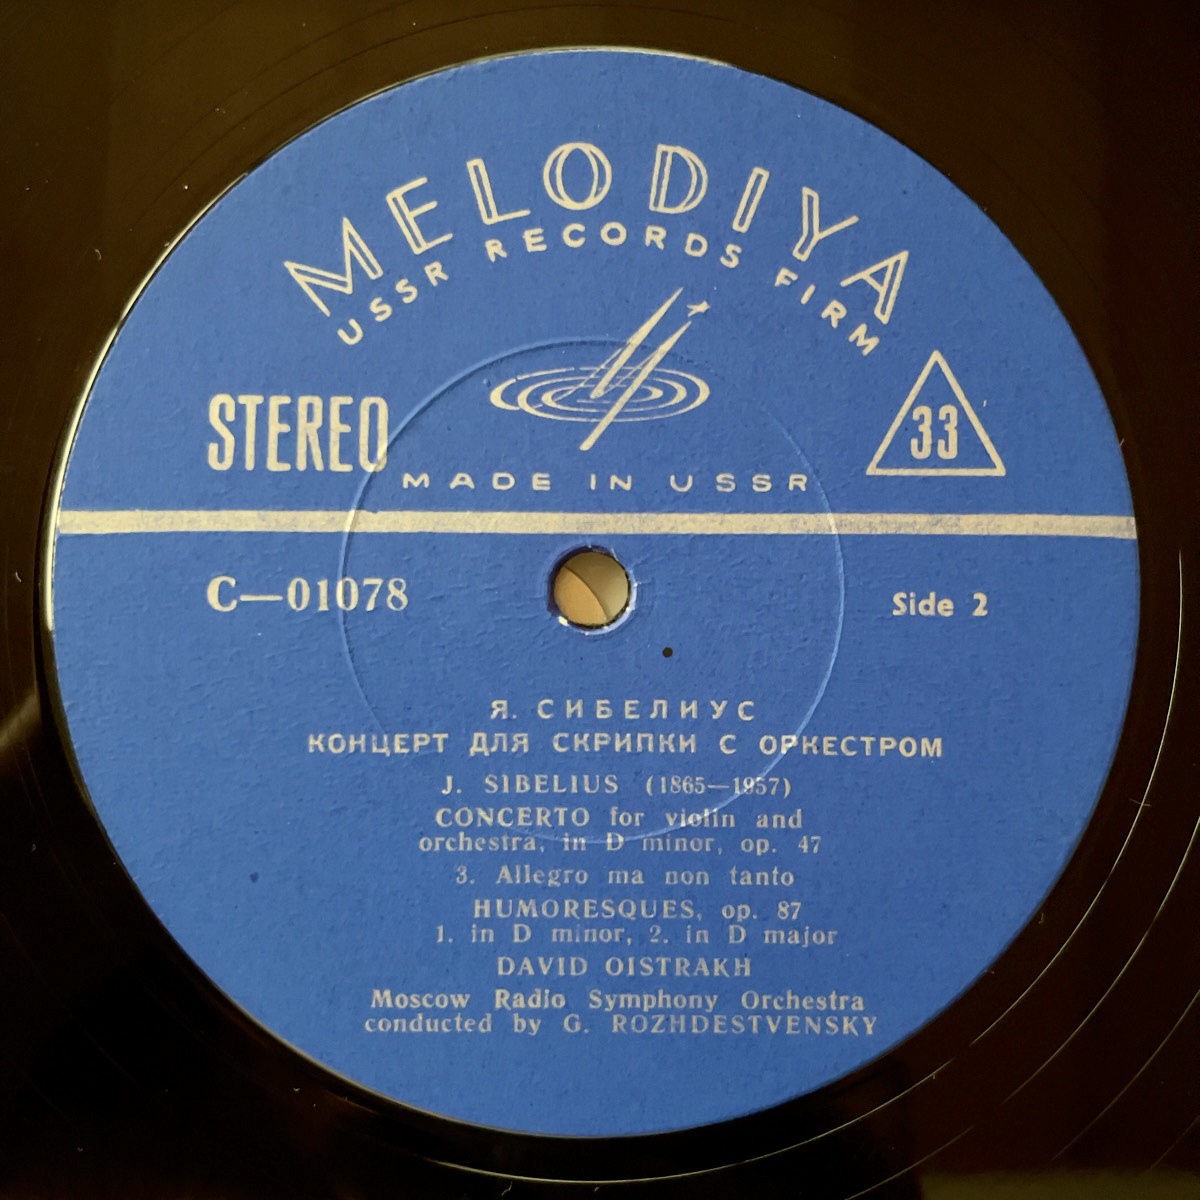 MELODIYA
USSR RECORDS FIRM
STEREO
33
MADE IN USSR
C—01078
Side 2
Я. СИБЕЛИУС
КОНЦЕРТ ДЛЯ СКРИПКИ С ОРКЕСТРОМ
J. SIBELIUS (1865—1957)
CONCERTO for violin and
orchestra, in D minor, op. 47
3. Allegro ma non tanto
HUMORESQUES, op. 87
1. in D minor, 2. in D major
DAVID OISTRAKH
Moscow Radio Symphony Orchestra
conducted by G. ROZHDESTVENSKY